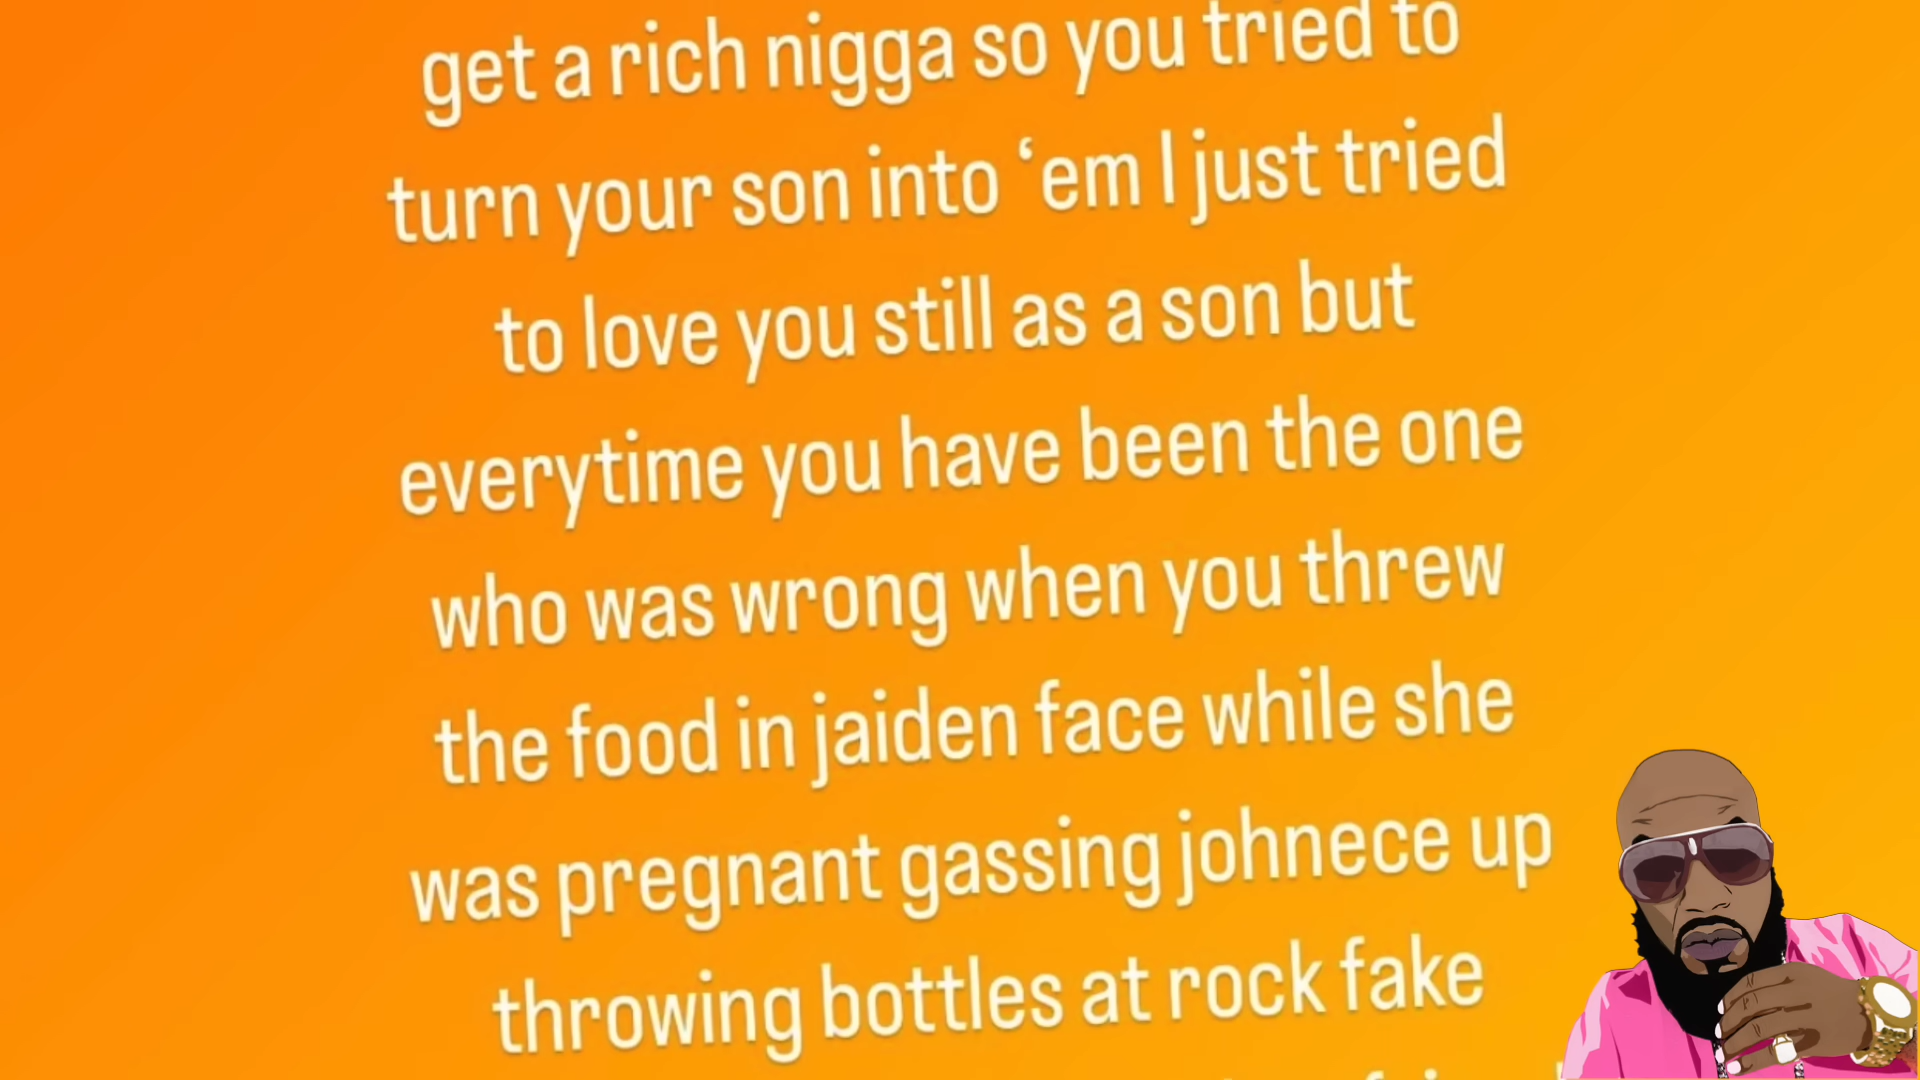 get a rich nigga so you tried to
turn your son into ‘em I just tried
to love you still as a son but
everytime you have been the one
who was wrong when you threw
the food in jaiden face while she
was pregnant gassing johnece up
throwing bottles at rock fake